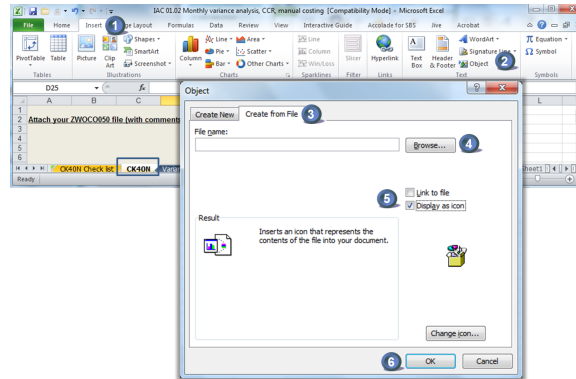 IAC 01.02 Monthly variance analysis, CCR, manual costing [Compatibility Mode] - Microsoft Excel
File Home Insert 1 Page Layout Formulas Data Review View Interactive Guide Accolade for SBS Jive Acrobat
PivotTable Table Picture Clip Art Shapes SmartArt Screenshot Column Line Pie Bar Area Scatter Other Charts Line Column Win/Loss Slicer Hyperlink Text Box Header & Footer WordArt Signature Line Object 2 Equation Symbol
Tables Illustrations Charts Sparklines Filter Links Text Symbols
D25 fx
A B C L
1
2 Attach your ZWOCO050 file (with comments
3
4
5
6
CK40N Check list CK40N Varian Sheet1
Ready
Object
Create New Create from File 3
File name:
Browse... 4
5 Link to file
Display as icon
Result
Inserts an icon that represents the
contents of the file into your document.
Change icon...
6 OK Cancel